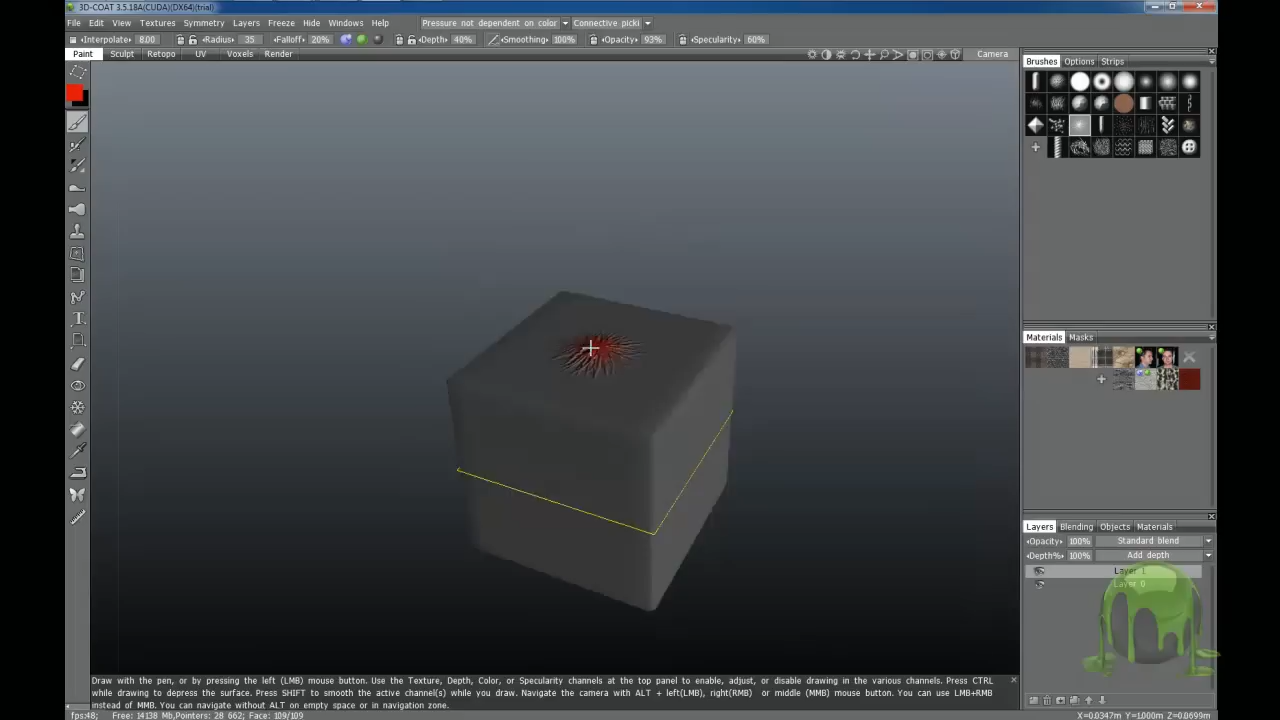 3D-COAT 3.5.18A(CUDA)(DX64)(trial)
File Edit View Textures Symmetry Layers Freeze Hide Windows Help Pressure not dependent on color Connective picki
Interpolate 8.00 Radius 35 Falloff 20% Depth 40% Smoothing 100% Opacity 93% Specularity 60%
Paint Sculpt Retopo UV Voxels Render Camera
Brushes Options Strips
Materials Masks
Layers Blending Objects Materials
Opacity 100% Standard blend
Depth% 100% Add depth
Layer 1
Layer 0
Draw with the pen, or by pressing the left (LMB) mouse button. Use the Texture, Depth, Color, or Specularity channels at the top panel to enable, adjust, or disable drawing in the various channels. Press CTRL
while drawing to depress the surface. Press SHIFT to smooth the active channel(s) while you draw. Navigate the camera with ALT + left(LMB), right(RMB) or middle (MMB) mouse button. You can use LMB+RMB
instead of MMB. You can navigate without ALT on empty space or in navigation zone.
fps:48; Free: 14138 Mb,Pointers: 28 662; Face: 109/109 X=0.0347m Y=1.000m Z=0.0699m